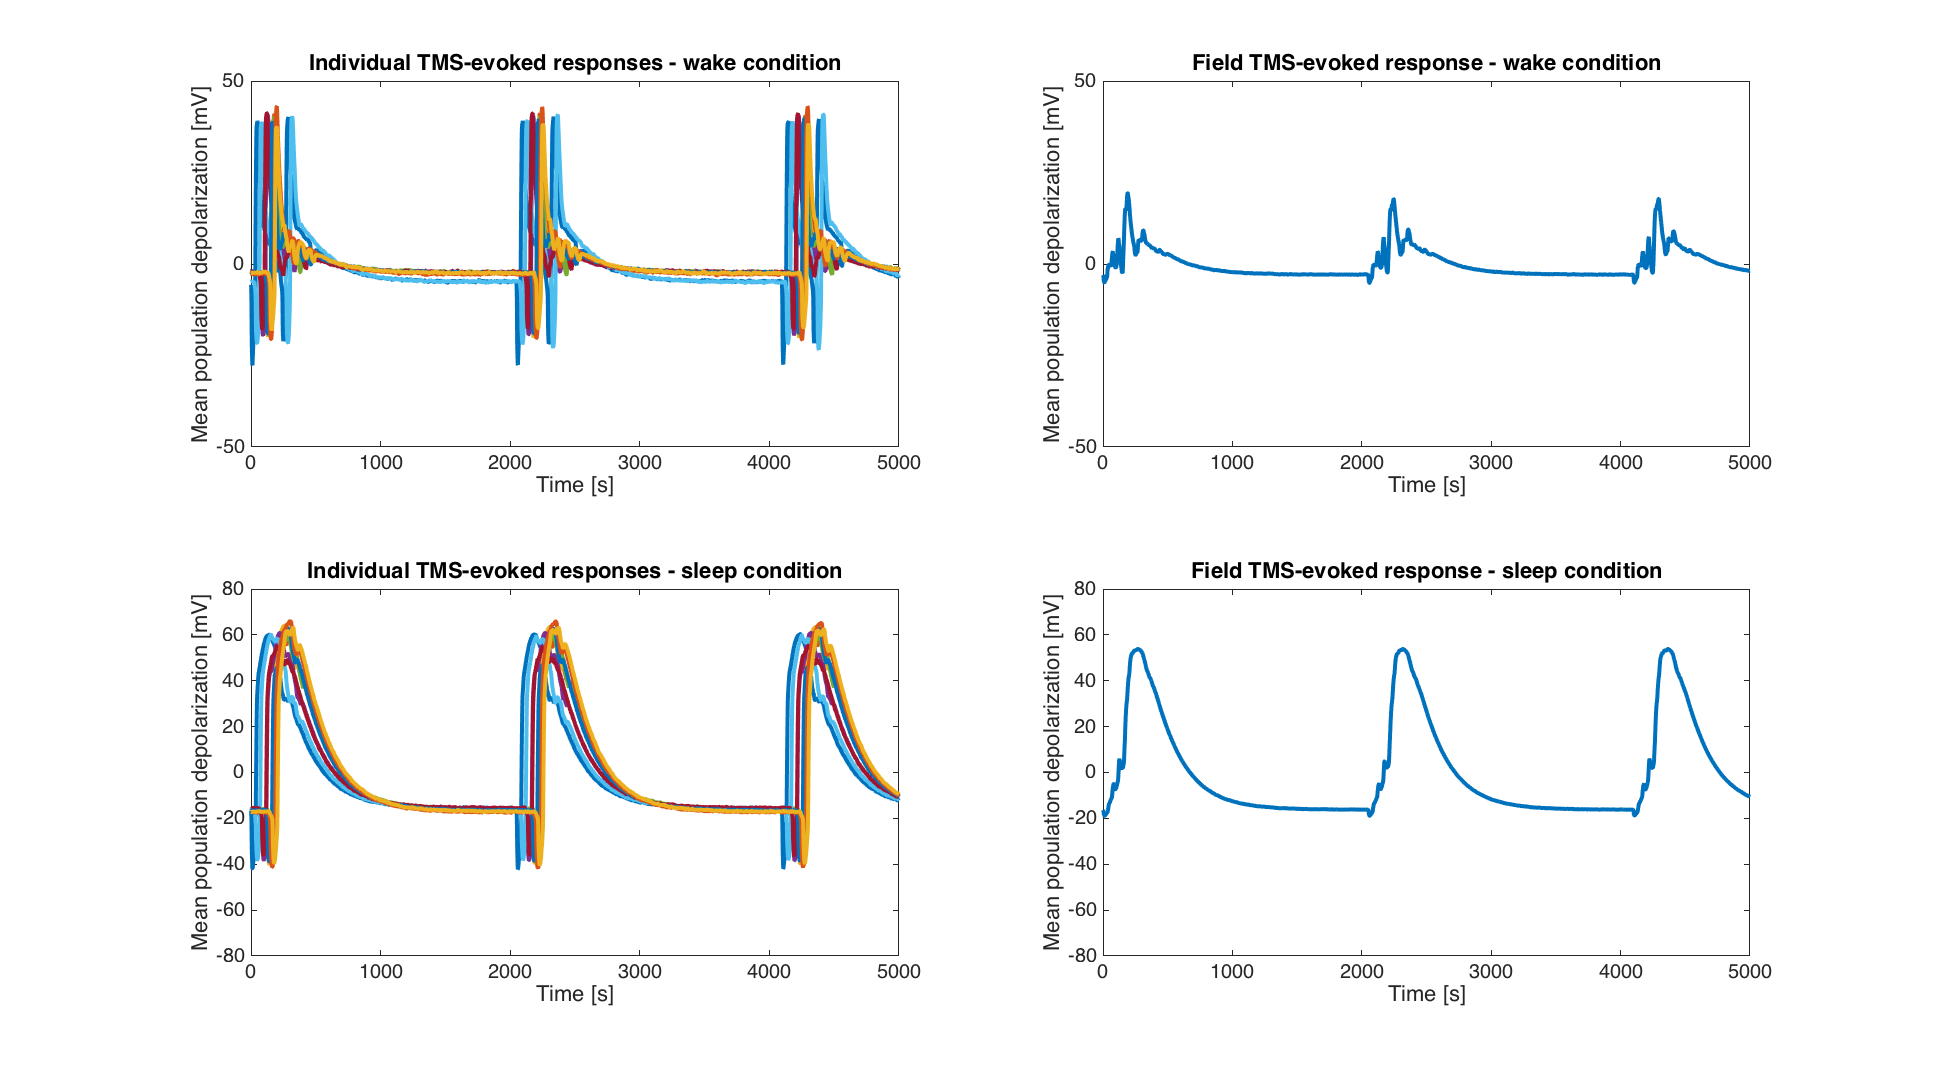 Individual TMS-evoked responses - wake condition
Mean population depolarization [mV]
50
0
-50
0 1000 2000 3000 4000 5000
Time [s]
Field TMS-evoked response - wake condition
Mean population depolarization [mV]
50
0
-50
0 1000 2000 3000 4000 5000
Time [s]
Individual TMS-evoked responses - sleep condition
Mean population depolarization [mV]
80
60
40
20
0
-20
-40
-60
-80
0 1000 2000 3000 4000 5000
Time [s]
Field TMS-evoked response - sleep condition
Mean population depolarization [mV]
80
60
40
20
0
-20
-40
-60
-80
0 1000 2000 3000 4000 5000
Time [s]